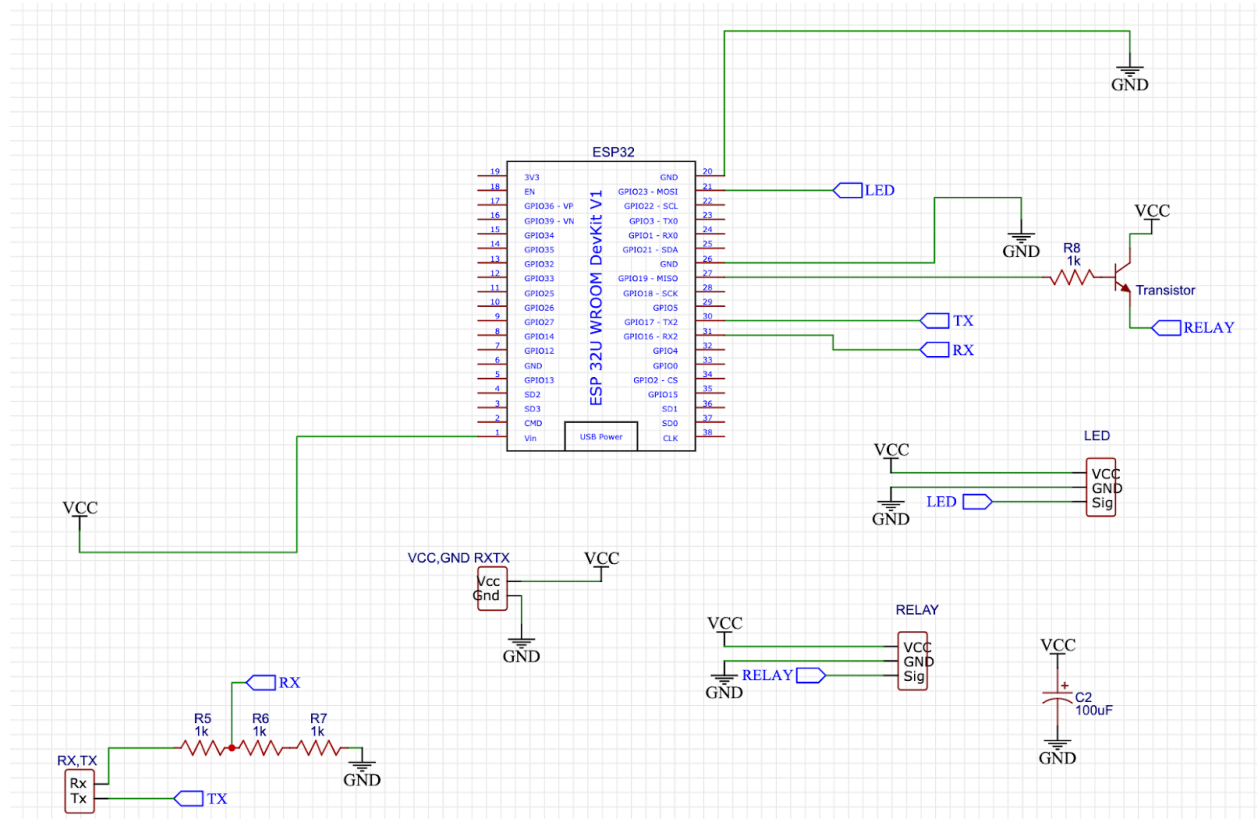 GND
ESP32
ESP 32U WROOM DevKit V1
19 3V3
18 EN
17 GPIO36 - VP
16 GPIO39 - VN
15 GPIO34
14 GPIO35
13 GPIO32
12 GPIO33
11 GPIO25
10 GPIO26
9 GPIO27
8 GPIO14
7 GPIO12
6 GND
5 GPIO13
4 SD2
3 SD3
2 CMD
1 Vin
USB Power
GND 20
GPIO23 - MOSI 21
GPIO22 - SCL 22
GPIO3 - TX0 23
GPIO1 - RX0 24
GPIO21 - SDA 25
GND 26
GPIO19 - MISO 27
GPIO18 - SCK 28
GPIO5 29
GPIO17 - TX2 30
GPIO16 - RX2 31
GPIO4 32
GPIO0 33
GPIO2 - CS 34
GPIO15 35
SD1 36
SD0 37
CLK 38
LED
GND
R8
1k
VCC
Transistor
RELAY
TX
RX
VCC
LED
VCC
GND
LED
VCC
GND
Sig
VCC,GND RXTX
Vcc
Gnd
VCC
GND
RELAY
VCC
GND
RELAY
VCC
GND
Sig
VCC
+
C2
100uF
GND
RX
R5
1k
R6
1k
R7
1k
GND
RX,TX
Rx
Tx
TX